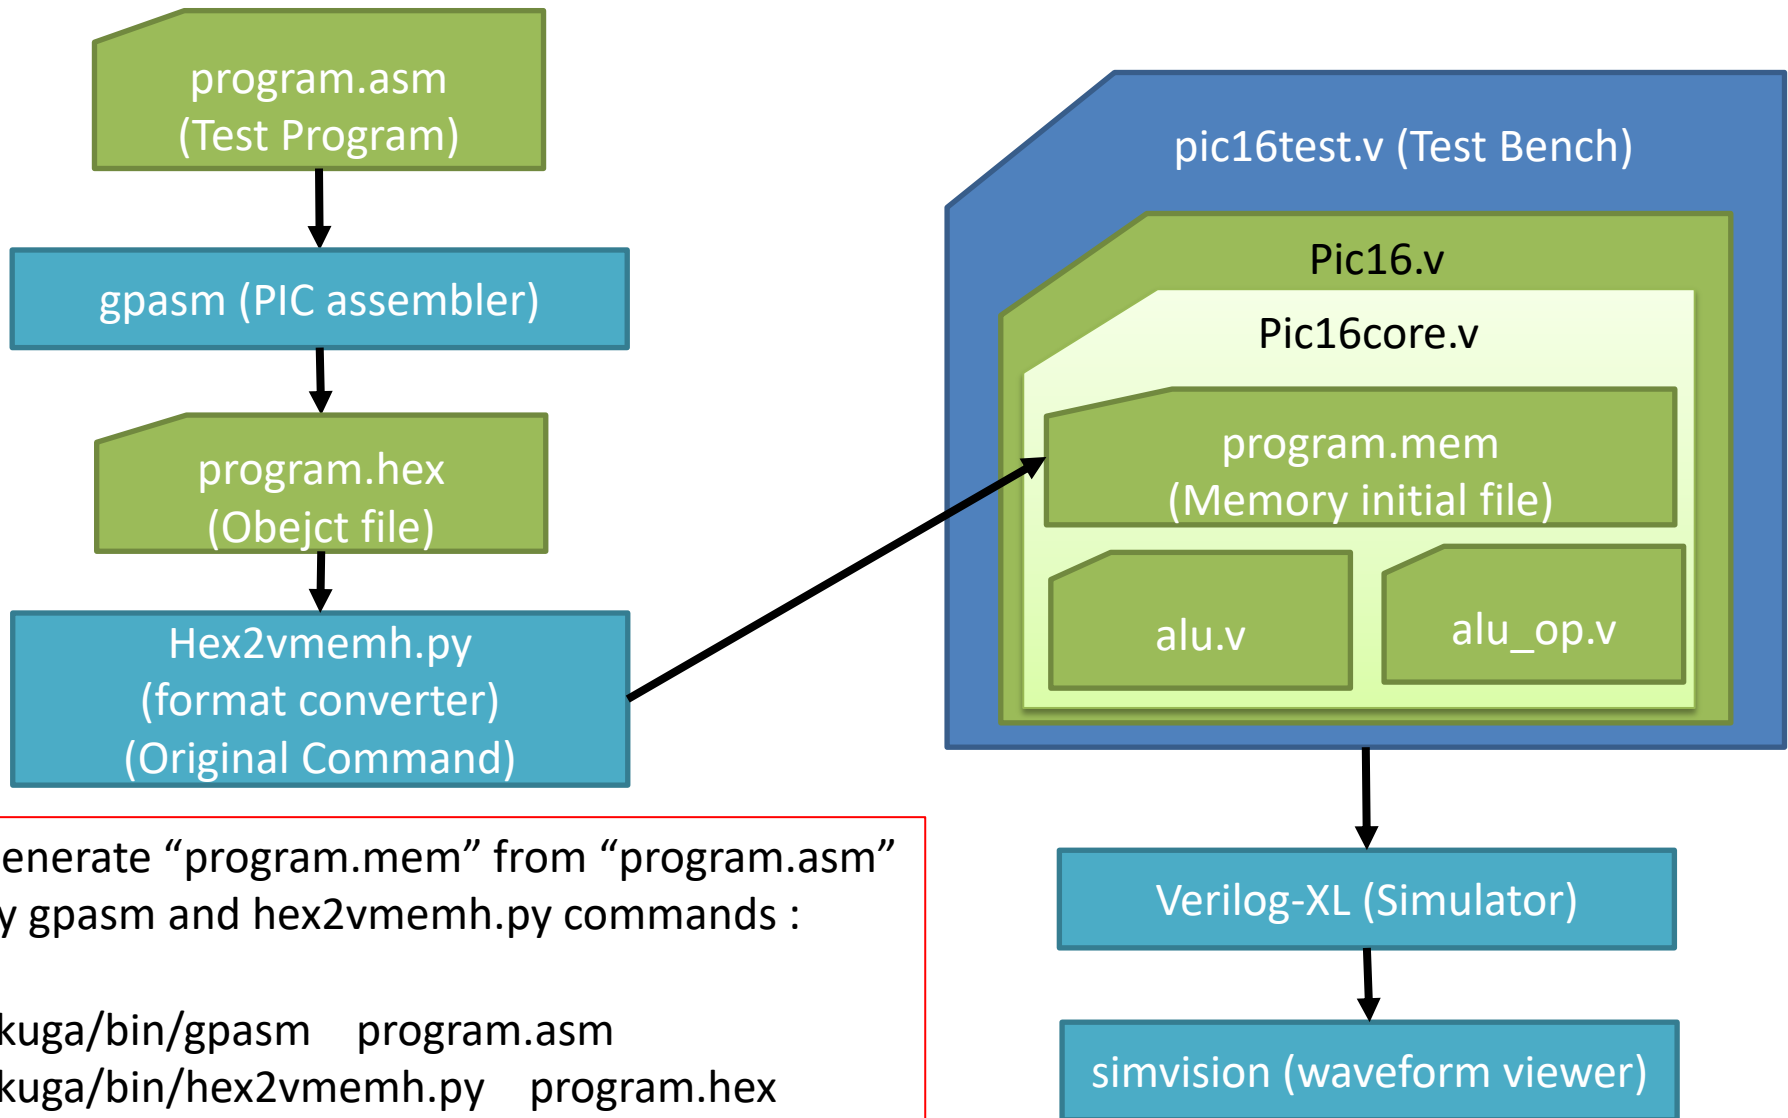 program.asm
(Test Program)
gpasm (PIC assembler)
program.hex
(Obejct file)
Hex2vmemh.py
(format converter)
(Original Command)
enerate “program.mem” from “program.asm”
y gpasm and hex2vmemh.py commands :
kuga/bin/gpasm program.asm
kuga/bin/hex2vmemh.py program.hex
pic16test.v (Test Bench)
Pic16.v
Pic16core.v
program.mem
(Memory initial file)
alu.v
alu_op.v
Verilog-XL (Simulator)
simvision (waveform viewer)